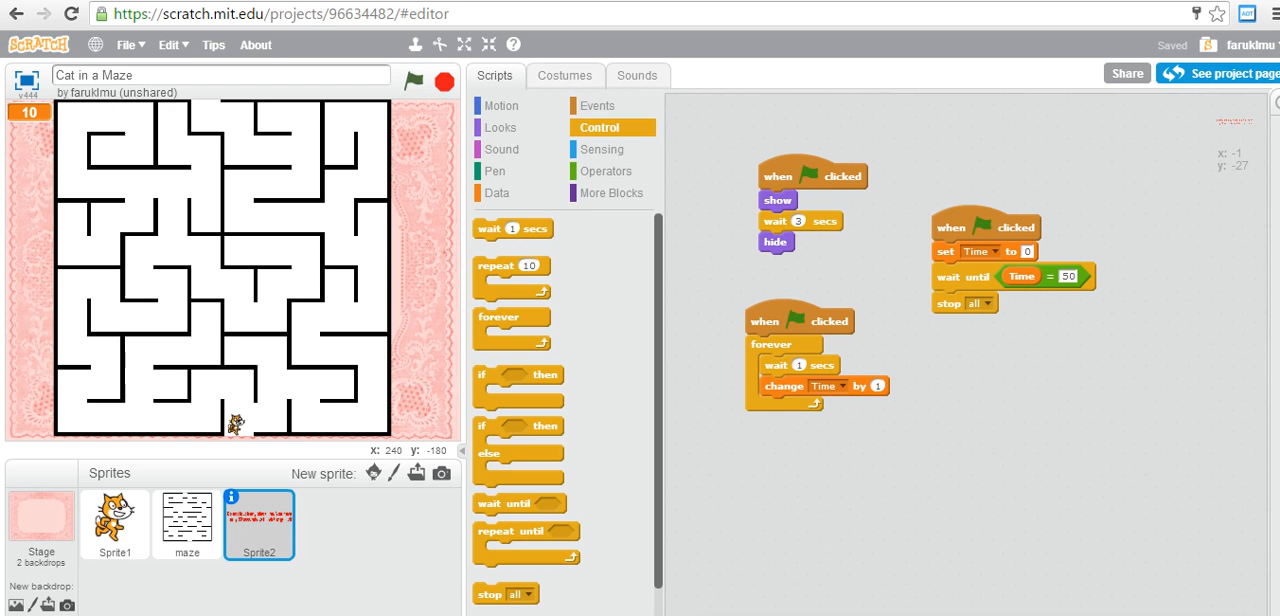 https://scratch.mit.edu/projects/96634482/#editor
AOT
SCRATCH
File Edit Tips About
Saved
faruklmu
Cat in a Maze
v444
by faruklmu (unshared)
10
Scripts Costumes Sounds
Share
See project page
Motion
Looks
Sound
Pen
Data
Events
Control
Sensing
Operators
More Blocks
wait 1 secs
repeat 10
forever
if then
if then
else
wait until
repeat until
stop all
when clicked
show
wait 3 secs
hide
when clicked
forever
wait 1 secs
change Time by 1
when clicked
set Time to 0
wait until Time = 50
stop all
x: -1
y: -27
x: 240 y: -180
Sprites
New sprite:
Stage
2 backdrops
New backdrop:
Sprite1
maze
Sprite2